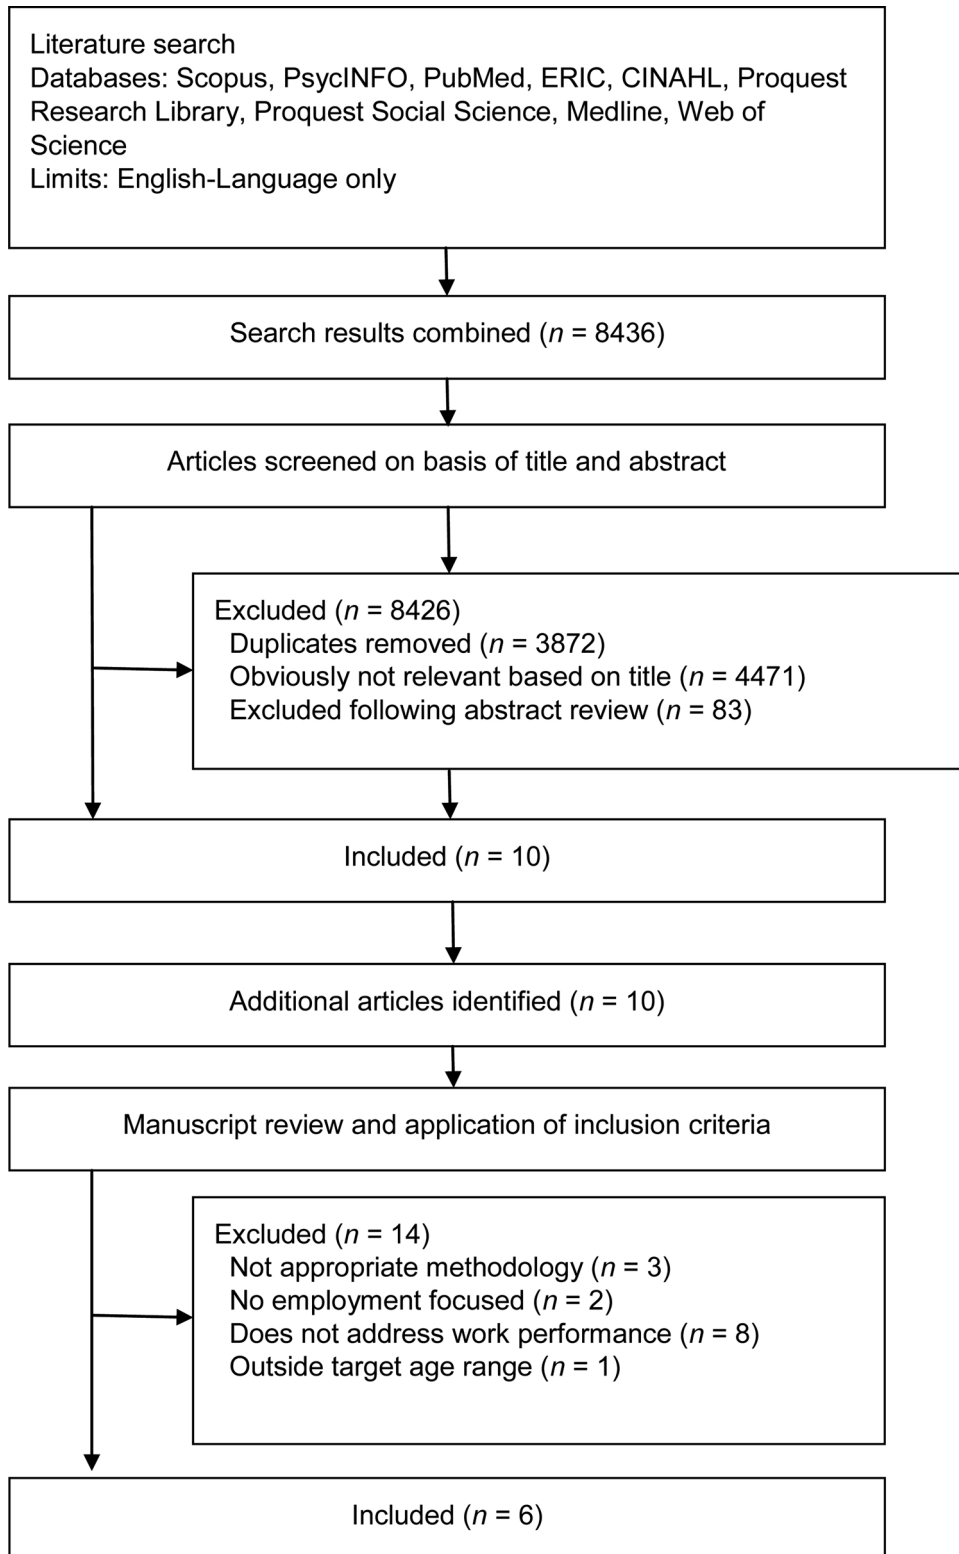 Literature search
Databases: Scopus, PsycINFO, PubMed, ERIC, CINAHL, Proquest
Research Library, Proquest Social Science, Medline, Web of
Science
Limits: English-Language only
Search results combined (n = 8436)
Articles screened on basis of title and abstract
Excluded (n = 8426)
Duplicates removed (n = 3872)
Obviously not relevant based on title (n = 4471)
Excluded following abstract review (n = 83)
Included (n = 10)
Additional articles identified (n = 10)
Manuscript review and application of inclusion criteria
Excluded (n = 14)
Not appropriate methodology (n = 3)
No employment focused (n = 2)
Does not address work performance (n = 8)
Outside target age range (n = 1)
Included (n = 6)